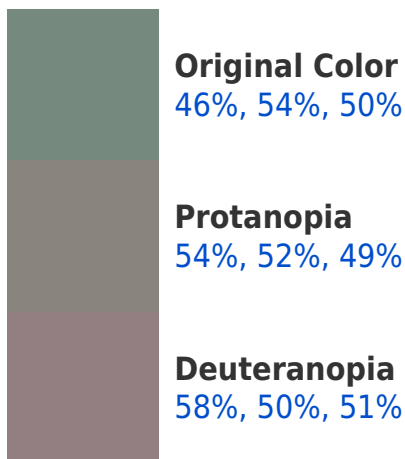 Original Color
46%, 54%, 50%
Protanopia
54%, 52%, 49%
Deuteranopia
58%, 50%, 51%